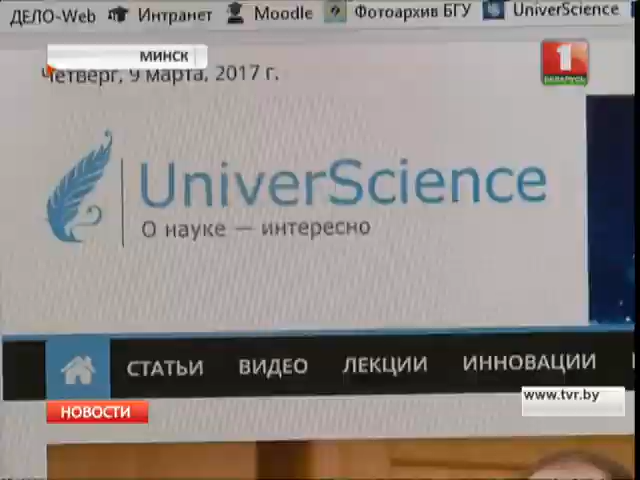 ДЕЛО-Web Интранет Moodle Фотоархив БГУ UniverScience
МИНСК
Четверг, 9 марта, 2017 г.
1
БЕЛАРУСЬ
UniverScience
О науке — интересно
СТАТЬИ ВИДЕО ЛЕКЦИИ ИННОВАЦИИ
www.tvr.by
НОВОСТИ